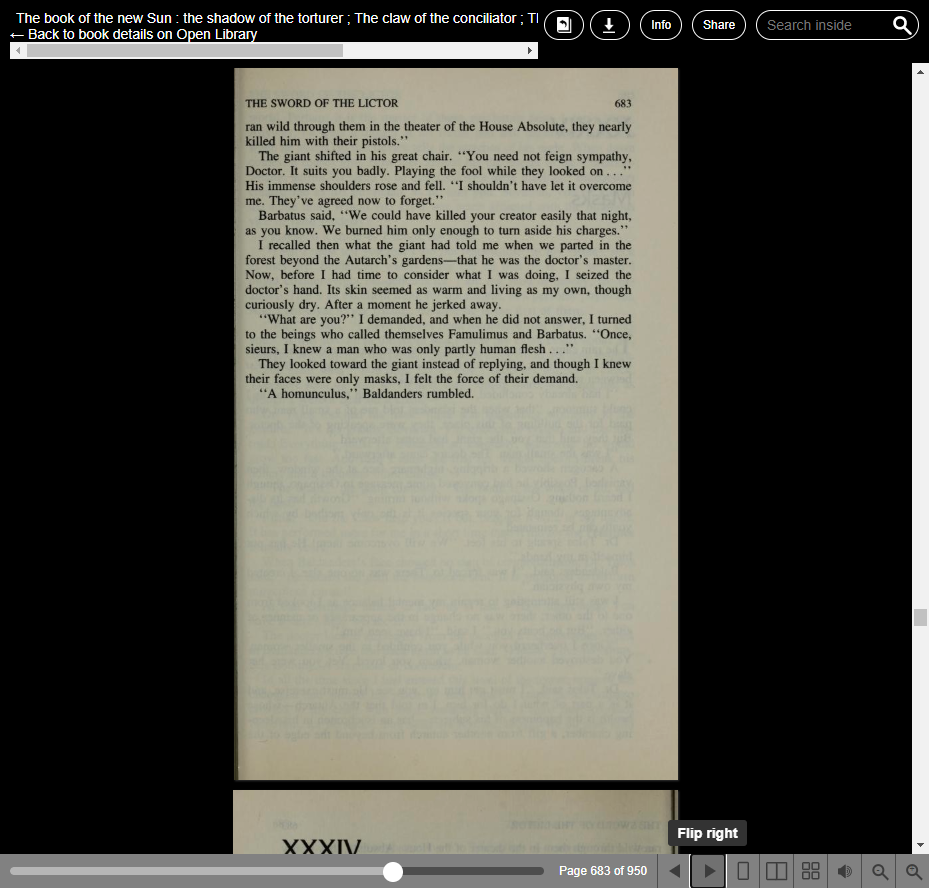 The book of the new Sun : the shadow of the torturer ; The claw of the conciliator ;
← Back to book details on Open Library
Info
Share
Search inside
THE SWORD OF THE LICTOR 683
ran wild through them in the theater of the House Absolute, they nearly
killed him with their pistols.’’
The giant shifted in his great chair. ‘‘You need not feign sympathy,
Doctor. It suits you badly. Playing the fool while they looked on . . .’’
His immense shoulders rose and fell. ‘‘I shouldn’t have let it overcome
me. They’ve agreed now to forget.’’
Barbatus said, ‘‘We could have killed your creator easily that night,
as you know. We burned him only enough to turn aside his charges.’’
I recalled then what the giant had told me when we parted in the
forest beyond the Autarch’s gardens—that he was the doctor’s master.
Now, before I had time to consider what I was doing, I seized the
doctor’s hand. Its skin seemed as warm and living as my own, though
curiously dry. After a moment he jerked away.
‘‘What are you?’’ I demanded, and when he did not answer, I turned
to the beings who called themselves Famulimus and Barbatus. ‘‘Once,
sieurs, I knew a man who was only partly human flesh . . .’’
They looked toward the giant instead of replying, and though I knew
their faces were only masks, I felt the force of their demand.
‘‘A homunculus,’’ Baldanders rumbled.
XXXIV
Flip right
Page 683 of 950